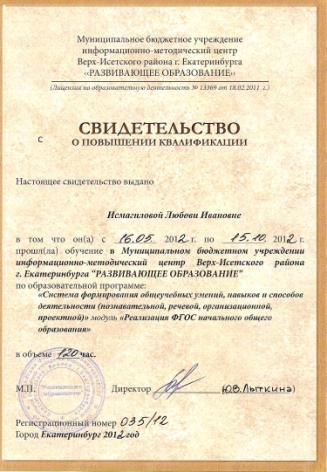 Муниципальное бюджетное учреждение
информационно-методический центр
Верх-Исетского района г. Екатеринбурга
«РАЗВИВАЮЩЕЕ ОБРАЗОВАНИЕ»
(Лицензия на образовательную деятельность № 13369 от 18.02.2011 г.)
СВИДЕТЕЛЬСТВО
С
О ПОВЫШЕНИИ КВАЛИФИКАЦИИ
Настоящее свидетельство выдано
Исмагиловой Любови Ивановне
в том что он(а) с 16.05. 2012 г. по 15.10. 2012 г.
прошл(ла) обучение в Муниципальном бюджетном учреждении
информационно-методический центр Верх-Исетского района
г. Екатеринбурга "РАЗВИВАЮЩЕЕ ОБРАЗОВАНИЕ"
по образовательной программе:
«Система формирования общеучебных умений, навыков и способов
деятельности (познавательной, речевой, организационной,
проектной)» модуль «Реализация ФГОС начального общего
образования»
в объеме 120 час.
М.П. Директор Ю.В. Лыткина
Регистрационный номер 035/12
Город Екатеринбург 2012 год